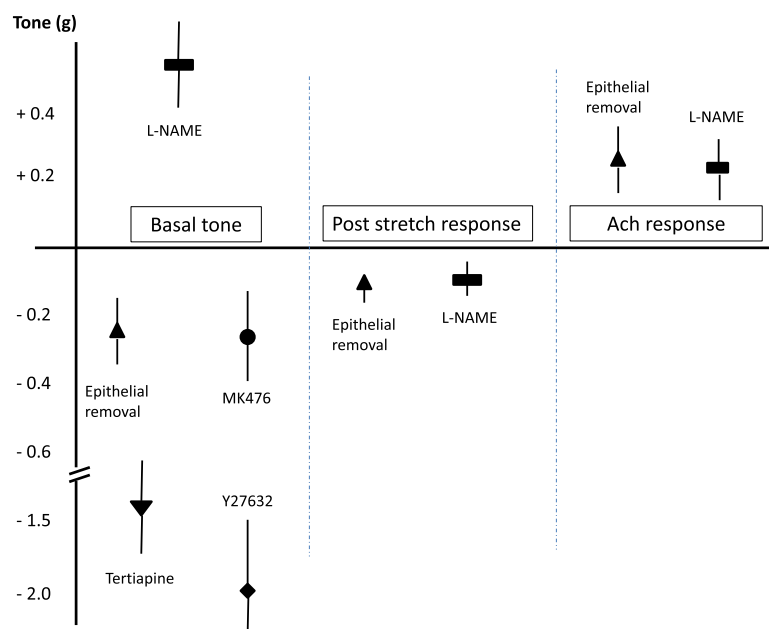 Tone (g)
L-NAME
+ 0.4
+ 0.2
Basal tone
Post stretch response
Epithelial
removal
L-NAME
Ach response
- 0.2
- 0.4
- 0.6
- 1.5
- 2.0
Epithelial
removal
MK476
Y27632
Tertiapine
Epithelial
removal
L-NAME